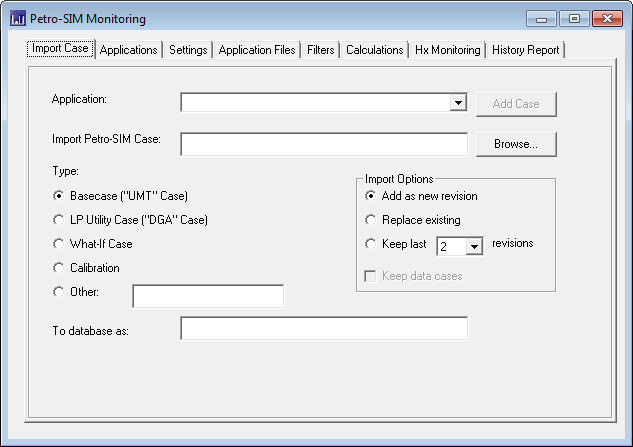 Petro-SIM Monitoring
Import Case Applications Settings Application Files Filters Calculations Hx Monitoring History Report
Application: Add Case
Import Petro-SIM Case: Browse...
Type:
Import Options
Basecase ("UMT" Case) Add as new revision
LP Utility Case ("DGA" Case) Replace existing
What-If Case Keep last 2 revisions
Calibration Keep data cases
Other:
To database as: